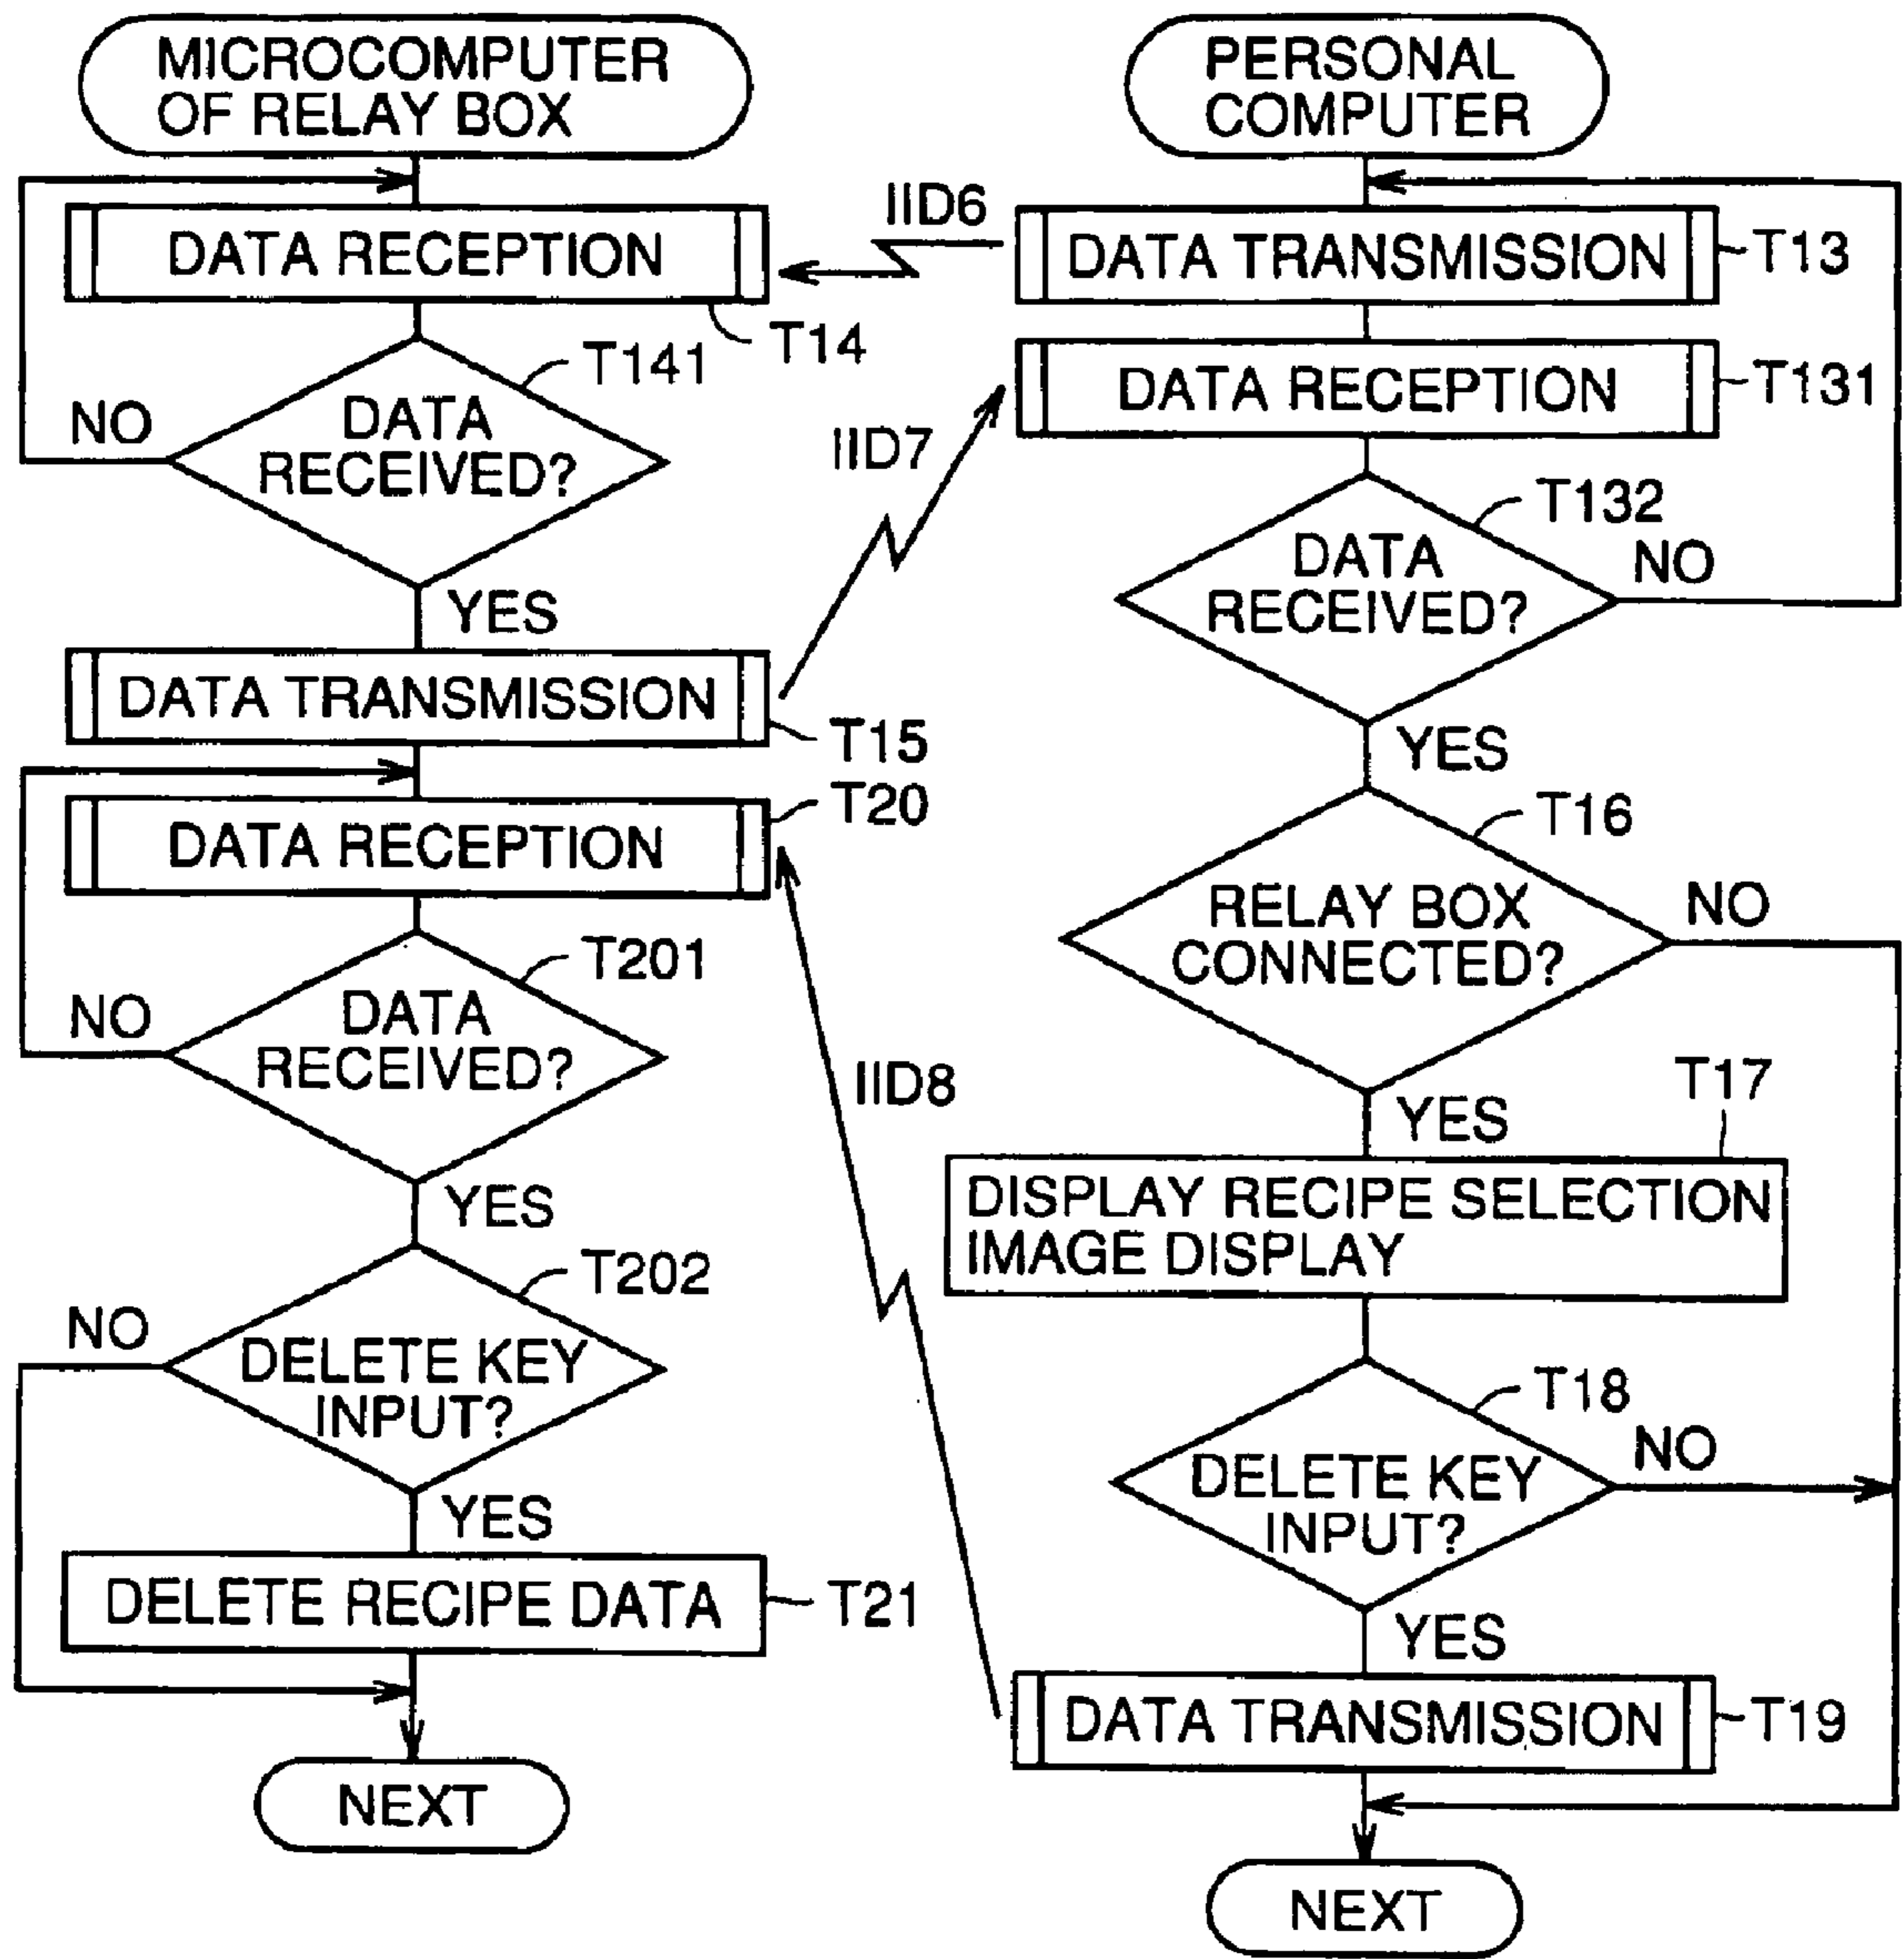 MICROCOMPUTER
OF RELAY BOX
DATA RECEPTION
T14
T141
DATA
RECEIVED?
NO
YES
DATA TRANSMISSION
T15
T20
DATA RECEPTION
T201
DATA
RECEIVED?
NO
YES
T202
DELETE KEY
INPUT?
NO
YES
DELETE RECIPE DATA
T21
NEXT
IID6
IID7
IID8
PERSONAL
COMPUTER
DATA TRANSMISSION
T13
DATA RECEPTION
T131
T132
DATA
RECEIVED?
NO
YES
T16
RELAY BOX
CONNECTED?
NO
YES
T17
DISPLAY RECIPE SELECTION
IMAGE DISPLAY
T18
DELETE KEY
INPUT?
NO
YES
DATA TRANSMISSION
T19
NEXT